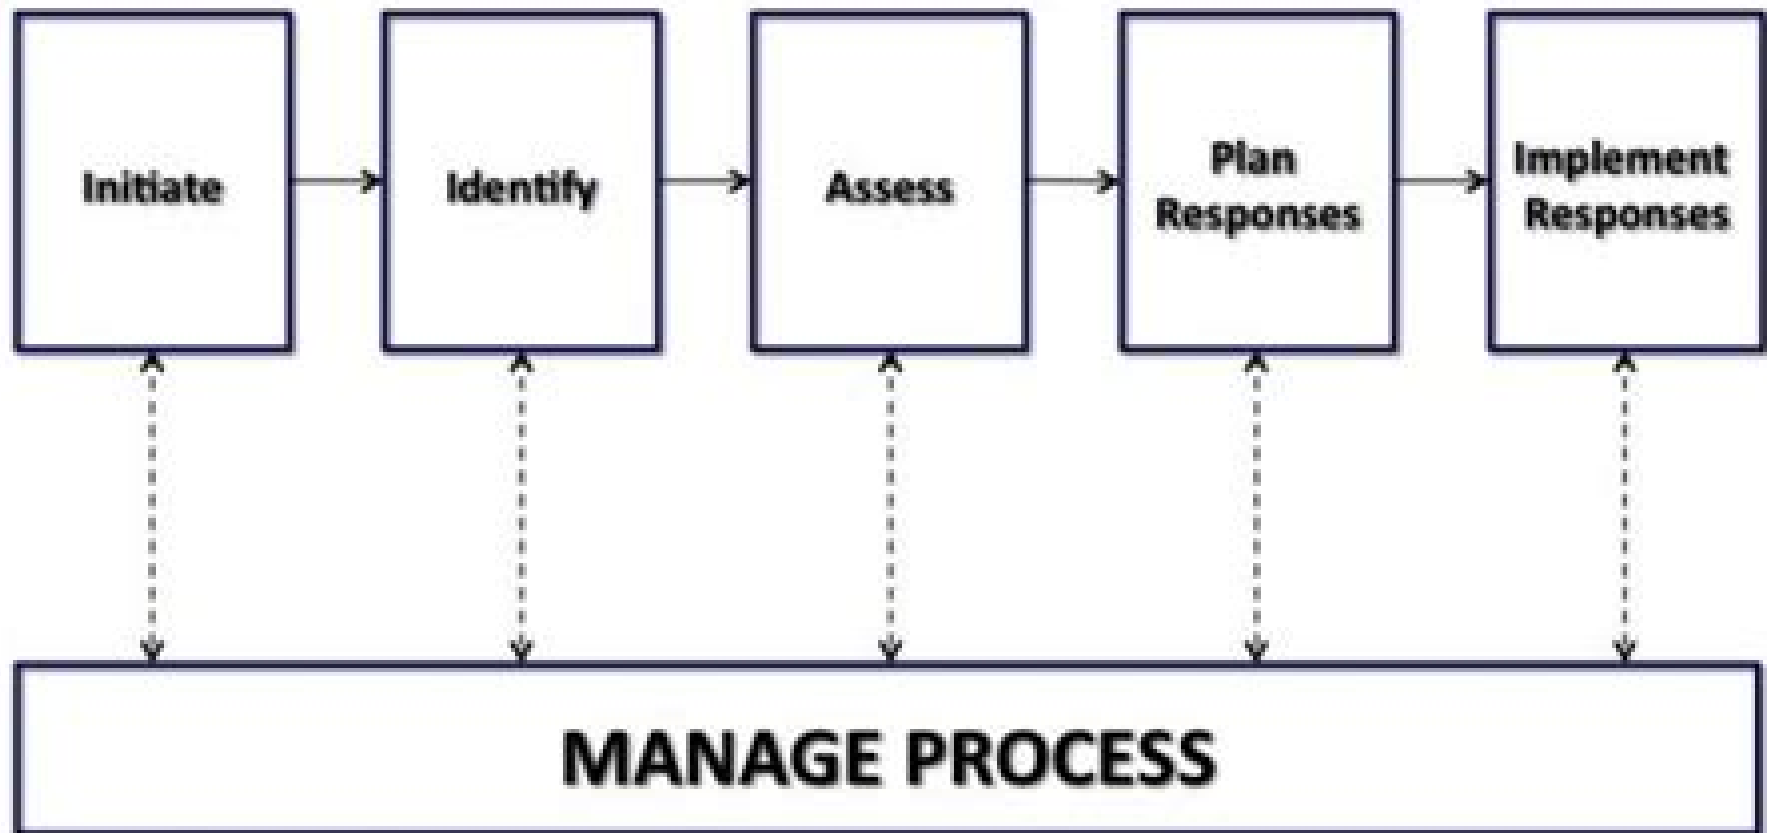 Initiate
Identify
Assess
Plan
Responses
Implement
Responses
MANAGE PROCESS